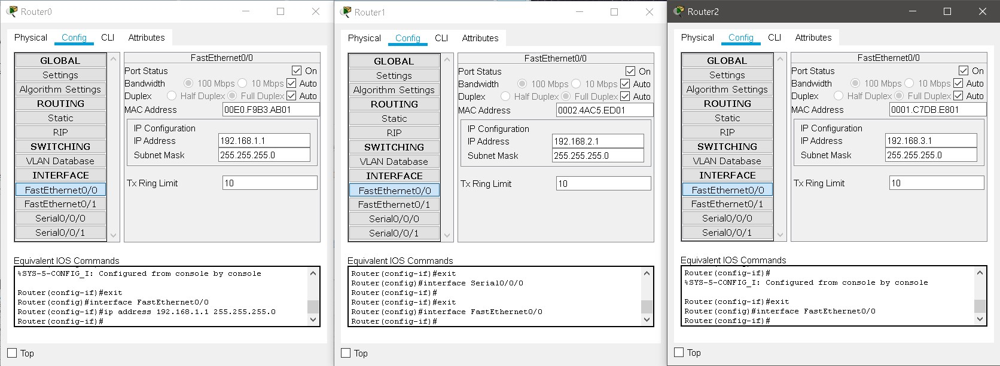 Router0
Physical Config CLI Attributes
GLOBAL
Settings
Algorithm Settings
ROUTING
Static
RIP
SWITCHING
VLAN Database
INTERFACE
FastEthernet0/0
FastEthernet0/1
Serial0/0/0
Serial0/0/1
FastEthernet0/0
Port Status On
Bandwidth 100 Mbps 10 Mbps Auto
Duplex Half Duplex Full Duplex Auto
MAC Address 00E0.F9B3.AB01
IP Configuration
IP Address 192.168.1.1
Subnet Mask 255.255.255.0
Tx Ring Limit 10
Equivalent IOS Commands
%SYS-5-CONFIG_I: Configured from console by console
Router(config-if)#exit
Router(config)#interface FastEthernet0/0
Router(config-if)#ip address 192.168.1.1 255.255.255.0
Router(config-if)#
Top
Router1
Physical Config CLI Attributes
GLOBAL
Settings
Algorithm Settings
ROUTING
Static
RIP
SWITCHING
VLAN Database
INTERFACE
FastEthernet0/0
FastEthernet0/1
Serial0/0/0
Serial0/0/1
FastEthernet0/0
Port Status On
Bandwidth 100 Mbps 10 Mbps Auto
Duplex Half Duplex Full Duplex Auto
MAC Address 0002.4AC5.ED01
IP Configuration
IP Address 192.168.2.1
Subnet Mask 255.255.255.0
Tx Ring Limit 10
Equivalent IOS Commands
Router(config-if)#exit
Router(config)#interface Serial0/0/0
Router(config-if)#
Router(config-if)#exit
Router(config)#interface FastEthernet0/0
Router(config-if)#
Top
Router2
Physical Config CLI Attributes
GLOBAL
Settings
Algorithm Settings
ROUTING
Static
RIP
SWITCHING
VLAN Database
INTERFACE
FastEthernet0/0
FastEthernet0/1
Serial0/0/0
Serial0/0/1
FastEthernet0/0
Port Status On
Bandwidth 100 Mbps 10 Mbps Auto
Duplex Half Duplex Full Duplex Auto
MAC Address 0001.C7DB.E801
IP Configuration
IP Address 192.168.3.1
Subnet Mask 255.255.255.0
Tx Ring Limit 10
Equivalent IOS Commands
Router(config-if)#
%SYS-5-CONFIG_I: Configured from console by console
Router(config-if)#exit
Router(config)#interface FastEthernet0/0
Router(config-if)#
Top